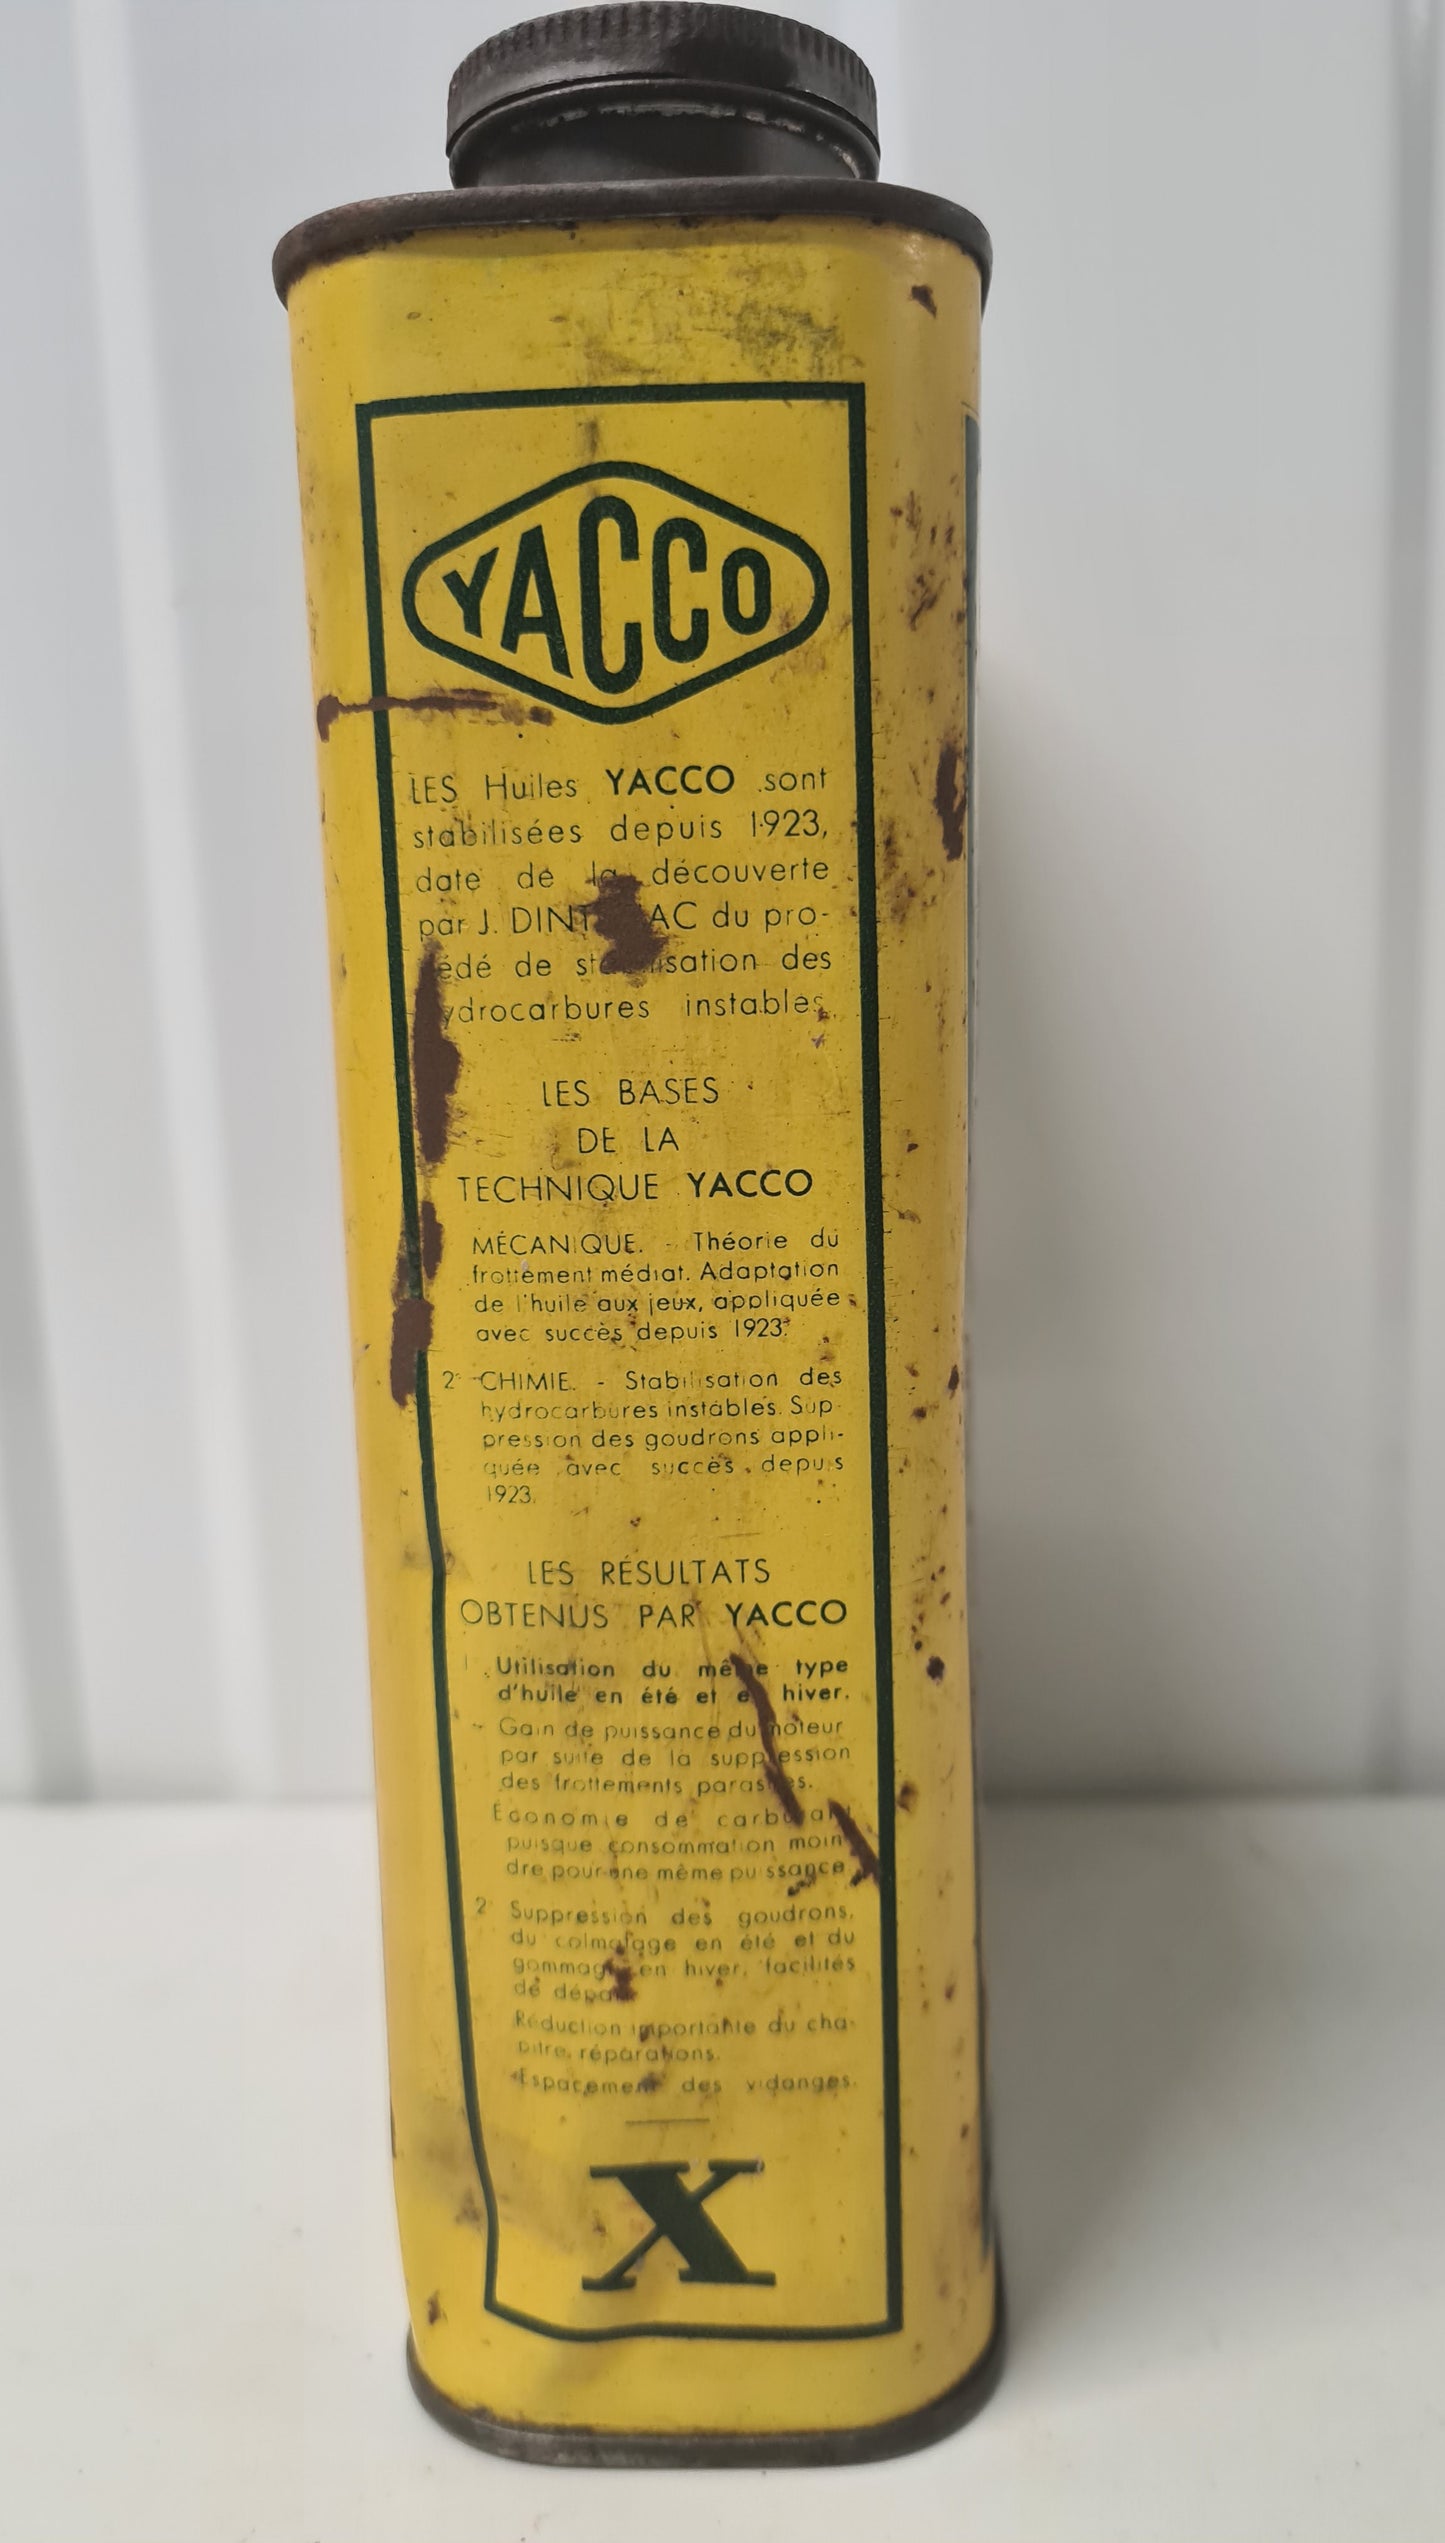 YACCO
LES Huiles YACCO sont
stabilisées depuis 1923,
date de la découverte
par J. du pro-
de des
instables.
LES BASES
DE LA
TECHNIQUE YACCO
MÉCANIQUE. - Théorie du
frottement médiat. Adaptation
de l'huile aux jeux, appliquée
avec succès depuis 1923.
2° CHIMIE. - Stabilisation des
hydrocarbures instables. Sup-
pression des goudrons appli-
quée avec succès depuis
1923.
LES RÉSULTATS
OBTENUS PAR YACCO
1 Utilisation du même type
d'huile en été et en hiver.
- Gain de puissance du moteur
par suite de la suppression
des frottements parasites.
Économie de carburant
puisque consommation moin
dre pour une même puissance
2° Suppression des goudrons,
du colmatage en été et du
gommage en hiver, facilités
de départ
Réduction importante du cha-
pitre, réparations.
Espacement des vidanges.
X